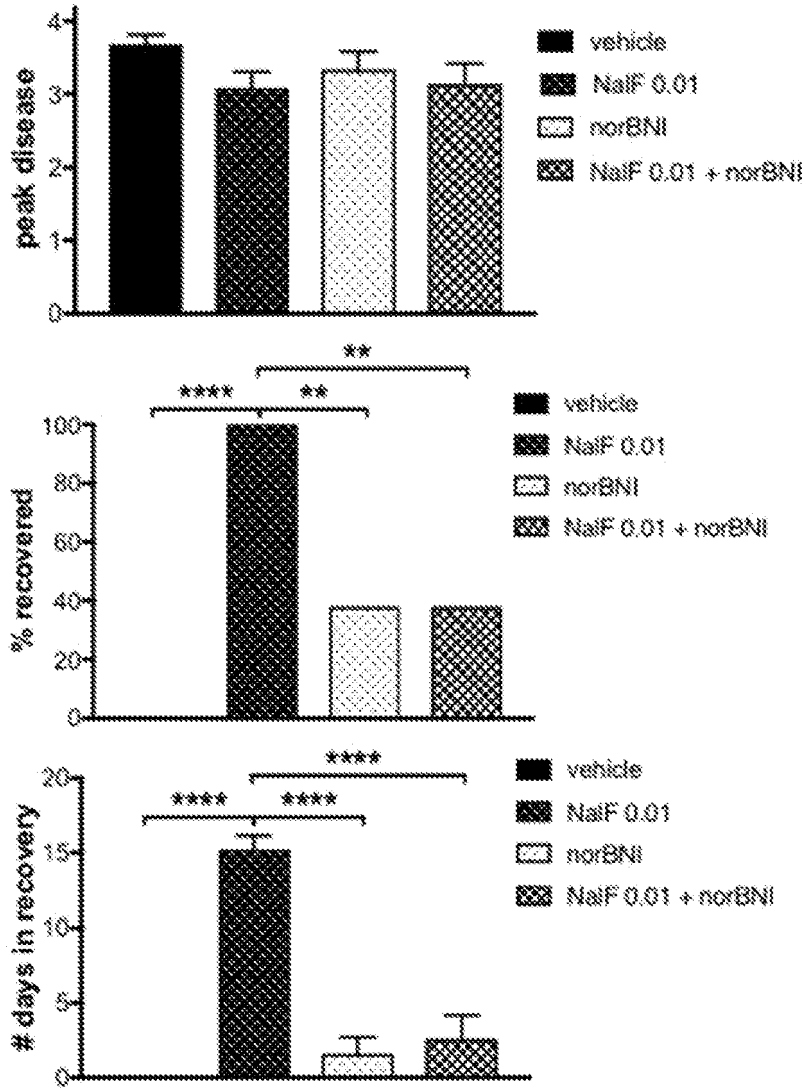 4
3
2
1
0
peak disease
vehicle
NalF 0.01
norBNI
NalF 0.01 + norBNI
**
**** **
100
80
60
40
20
0
% recovered
vehicle
NalF 0.01
norBNI
NalF 0.01 + norBNI
****
**** ****
20
15
10
5
0
# days in recovery
vehicle
NalF 0.01
norBNI
NalF 0.01 + norBNI